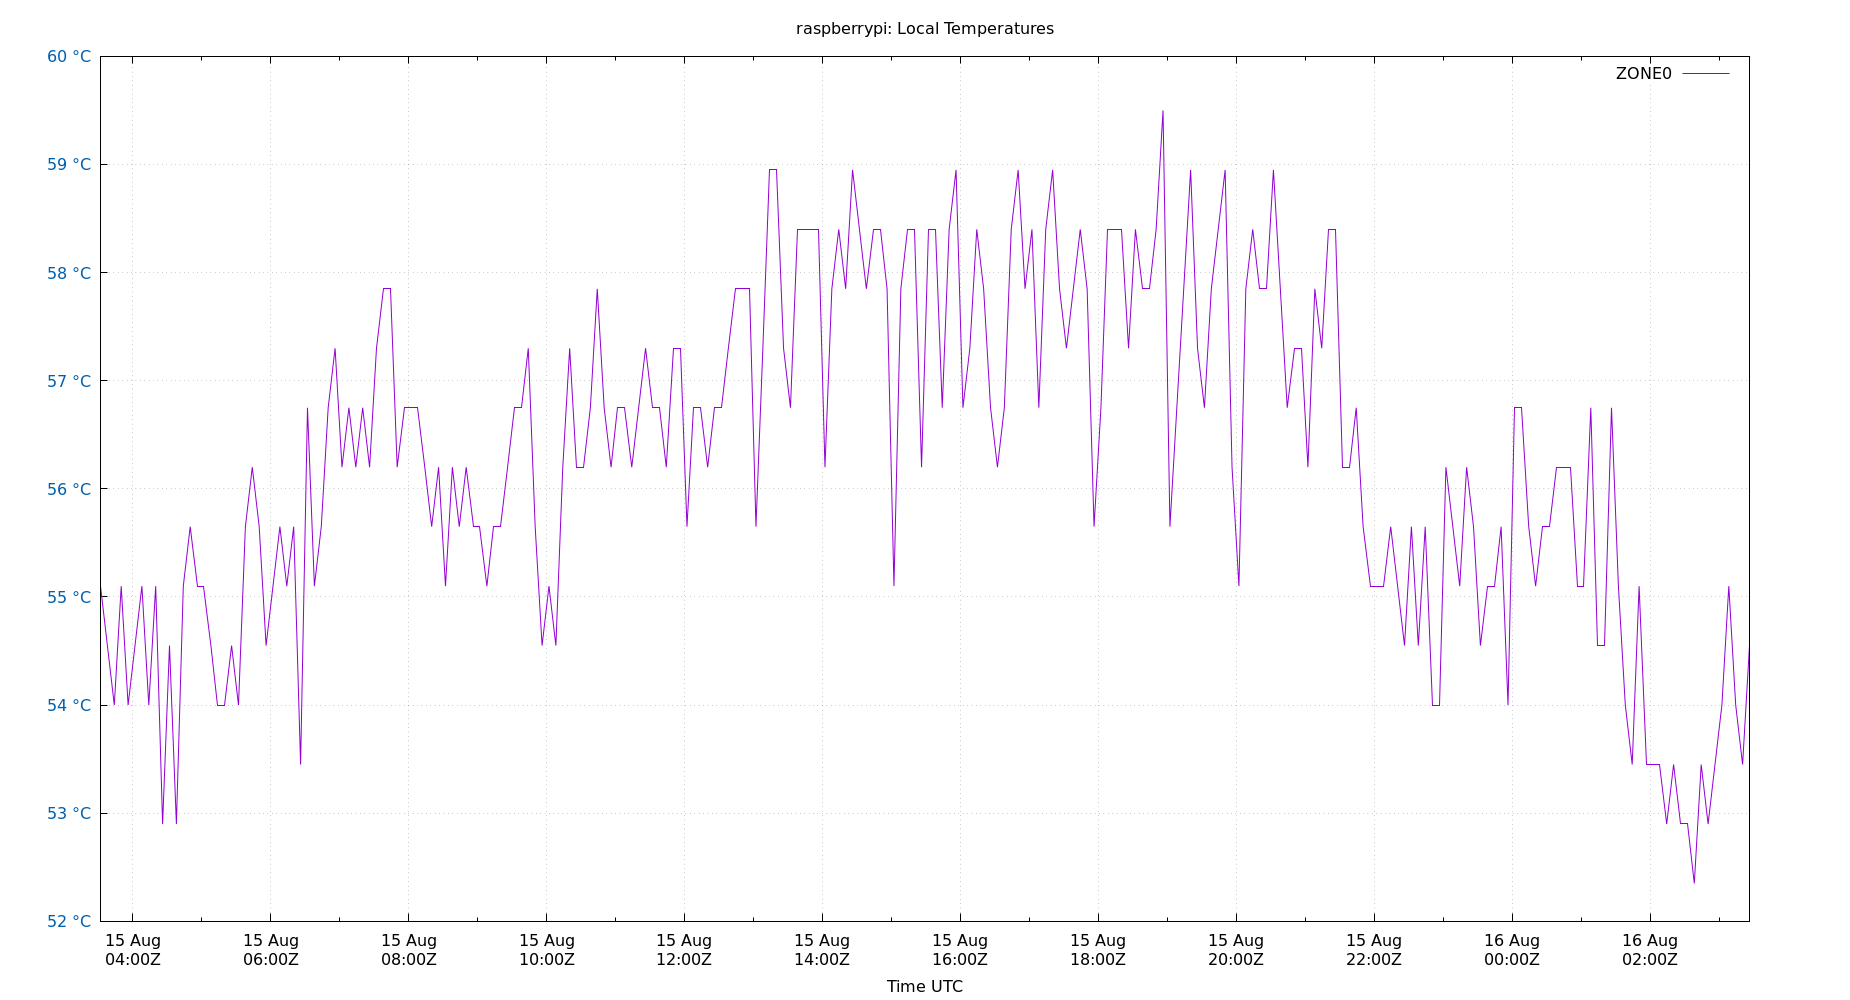 raspberrypi: Local Temperatures
60 °C
ZONE0
59 °C
58 °C
57 °C
56 °C
55 °C
54 °C
53 °C
52 °C
15 Aug 15 Aug 15 Aug 15 Aug 15 Aug 15 Aug 15 Aug 15 Aug 15 Aug 15 Aug 16 Aug 16 Aug
04:00Z 06:00Z 08:00Z 10:00Z 12:00Z 14:00Z 16:00Z 18:00Z 20:00Z 22:00Z 00:00Z 02:00Z
Time UTC